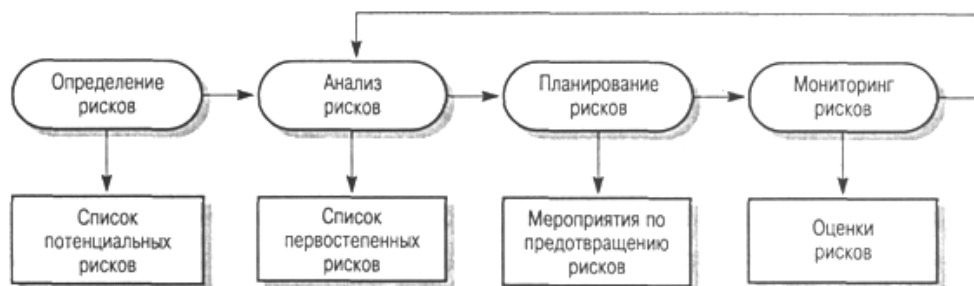 Определение
рисков
Анализ
рисков
Планирование
рисков
Мониторинг
рисков
Список
потенциальных
рисков
Список
первостепенных
рисков
Мероприятия по
предотвращению
рисков
Оценки
рисков